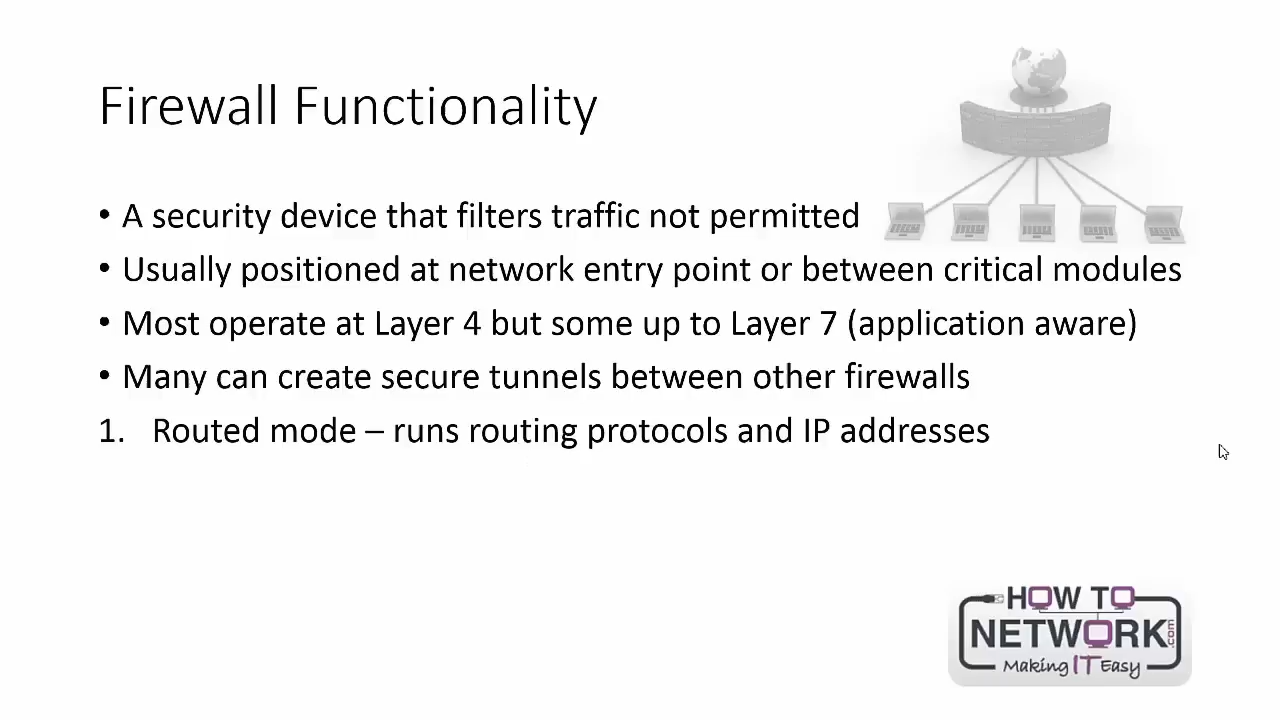 Firewall Functionality
• A security device that filters traffic not permitted
• Usually positioned at network entry point or between critical modules
• Most operate at Layer 4 but some up to Layer 7 (application aware)
• Many can create secure tunnels between other firewalls
1. Routed mode – runs routing protocols and IP addresses
HOW TO
NETWORK.com
Making IT Easy